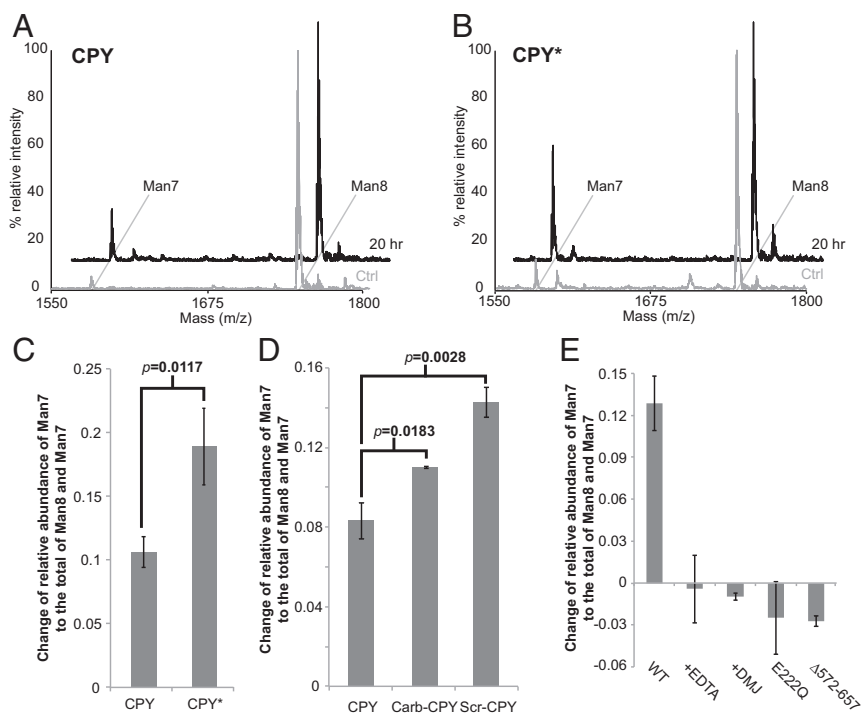 A
CPY
100
80
60
40
20
0
% relative intensity
Man7
Man8
20 hr
Ctrl
1550
1675
1800
Mass (m/z)
B
CPY*
100
80
60
40
20
0
% relative intensity
Man7
Man8
20 hr
Ctrl
1550
1675
1800
Mass (m/z)
C
Change of relative abundance of Man7
to the total of Man8 and Man7
0.25
0.2
0.15
0.1
0.05
0
p=0.0117
CPY
CPY*
D
Change of relative abundance of Man7
to the total of Man8 and Man7
0.16
0.12
0.08
0.04
0
p=0.0028
p=0.0183
CPY
Carb-CPY
Scr-CPY
E
Change of relative abundance of Man7
to the total of Man8 and Man7
0.15
0.12
0.09
0.06
0.03
0
-0.03
-0.06
WT
+EDTA
+DMJ
E222Q
Δ572-657